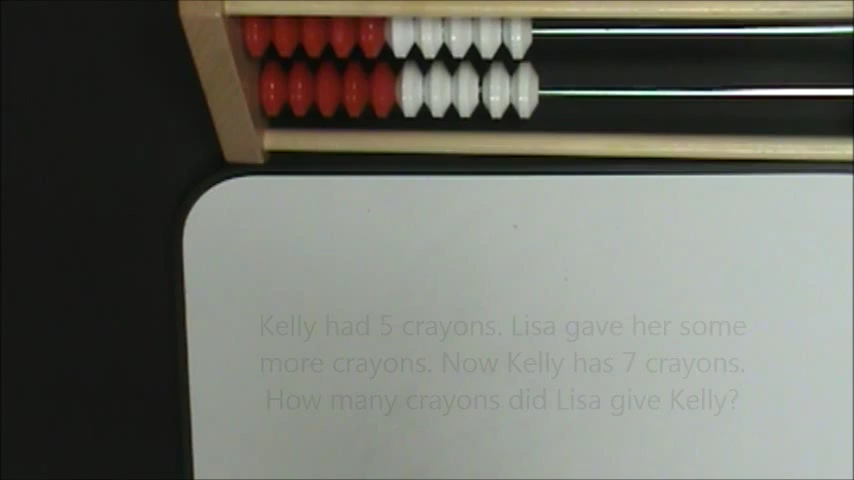 Kelly had 5 crayons. Lisa gave her some
more crayons. Now Kelly has 7 crayons.
How many crayons did Lisa give Kelly?